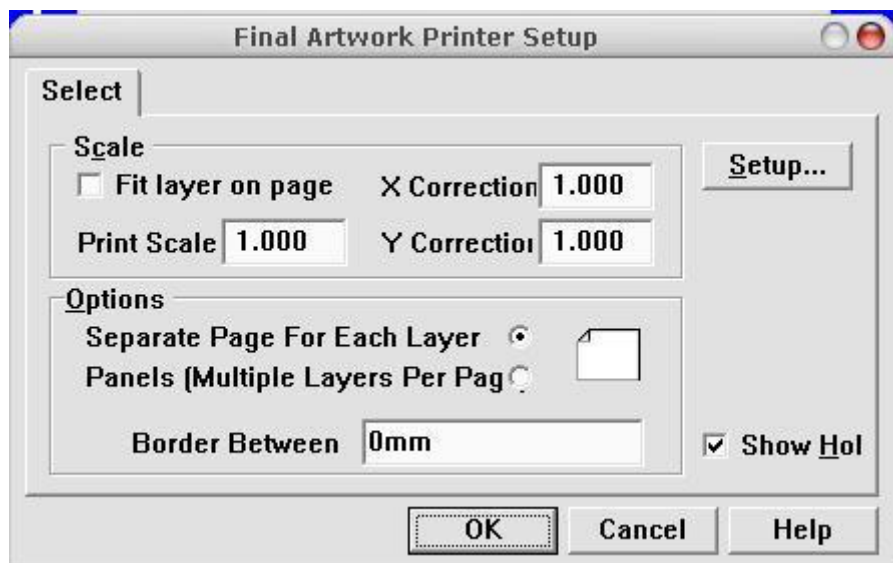 Final Artwork Printer Setup
Select
Scale
Fit layer on page
X Correction 1.000
Setup...
Print Scale 1.000
Y Correctio 1.000
Options
Separate Page For Each Layer
Panels (Multiple Layers Per Pag
Border Between 0mm
Show Hol
OK Cancel Help